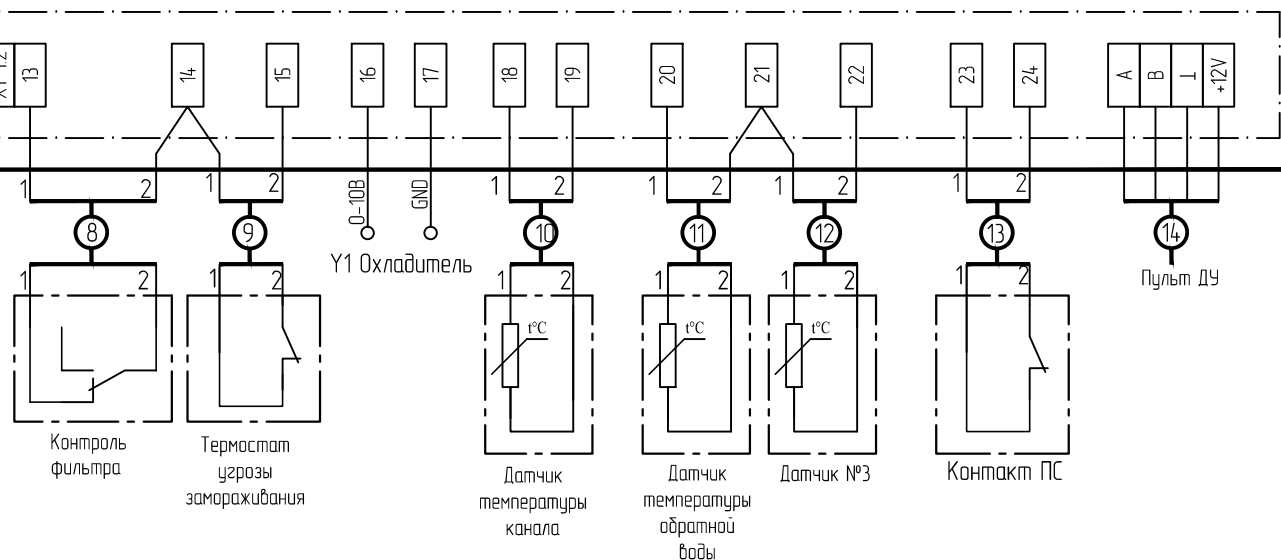 XT 1.2 13 14 15 16 17 18 19 20 21 22 23 24 A B ⊥ +12V
1 2 1 2 0-10В GND 1 2 1 2 1 2 1 2
8 9 10 11 12 13 14
Y1 Охладитель
Пульт ДУ
1 2 1 2 1 2 1 2 1 2 1 2
t°C t°C t°C
Контроль
фильтра
Термостат
угрозы
замораживания
Датчик
температуры
канала
Датчик
температуры
обратной
воды
Датчик №3
Контакт ПС